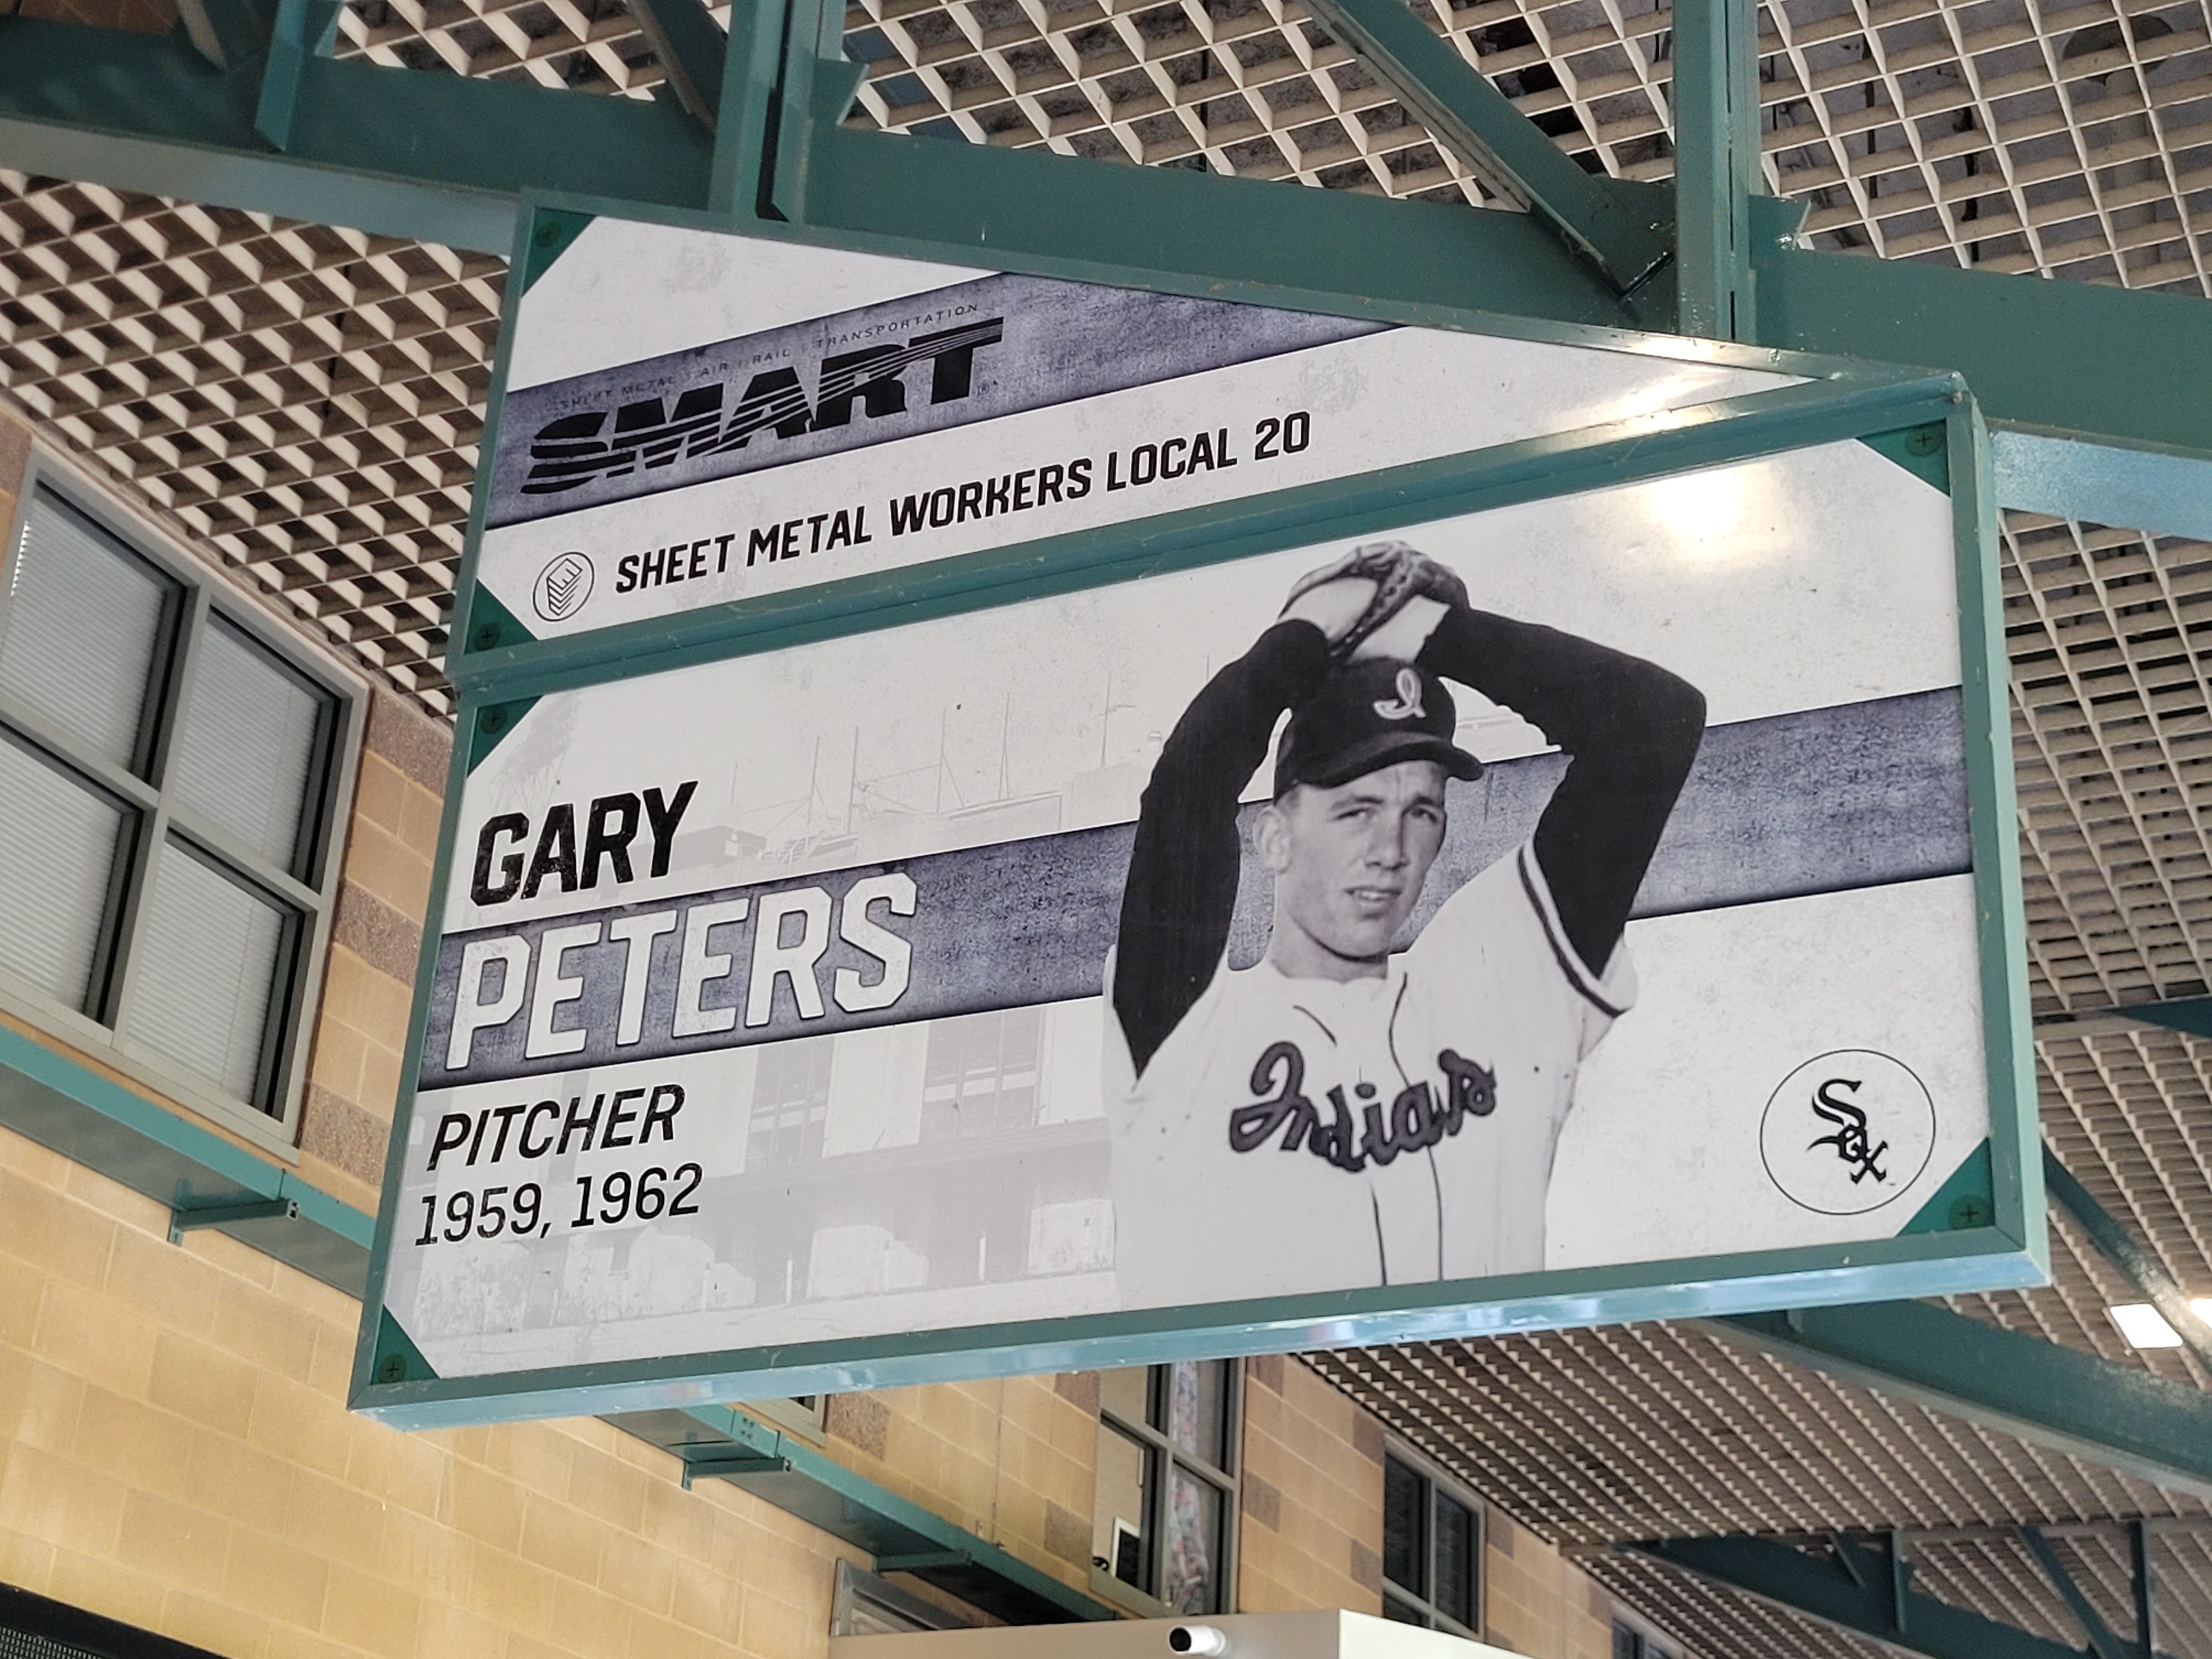 SHEET METAL | AIR | RAIL | TRANSPORTATION
SMART
SHEET METAL WORKERS LOCAL 20
GARY
PETERS
PITCHER
1959, 1962
I
Indians
Sox